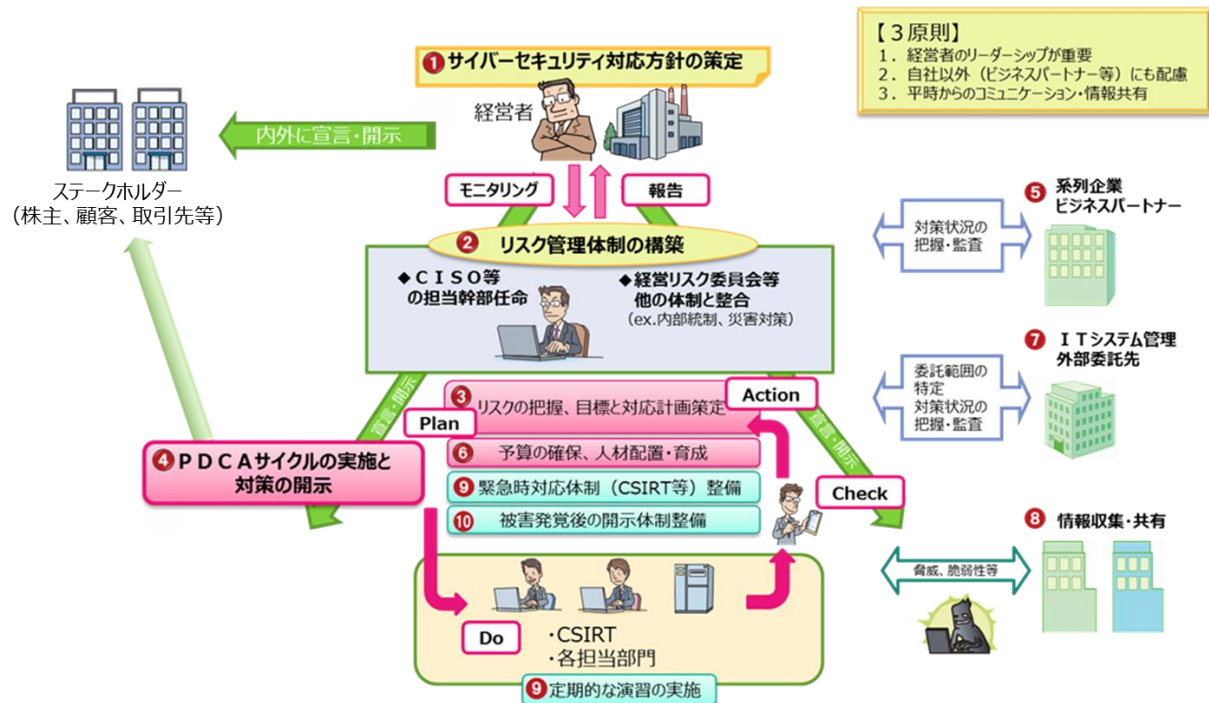 【３原則】
１．経営者のリーダーシップが重要
２．自社以外（ビジネスパートナー等）にも配慮
３．平時からのコミュニケーション・情報共有
❶サイバーセキュリティ対応方針の策定
経営者
内外に宣言・開示
ステークホルダー
（株主、顧客、取引先等）
モニタリング
報告
❷ リスク管理体制の構築
◆ＣＩＳＯ等
の担当幹部任命
◆経営リスク委員会等
他の体制と整合
（ex.内部統制、災害対策）
宣言・開示
宣言・開示
Plan
Action
❸リスクの把握、目標と対応計画策定
❹ＰＤＣＡサイクルの実施と
対策の開示
❻ 予算の確保、人材配置・育成
❾緊急時対応体制（CSIRT等）整備
❿ 被害発覚後の開示体制整備
Check
Do
・CSIRT
・各担当部門
❾定期的な演習の実施
❺ 系列企業
ビジネスパートナー
対策状況の
把握・監査
❼ ＩＴシステム管理
外部委託先
委託範囲の
特定
対策状況の
把握・監査
❽ 情報収集・共有
脅威、脆弱性等